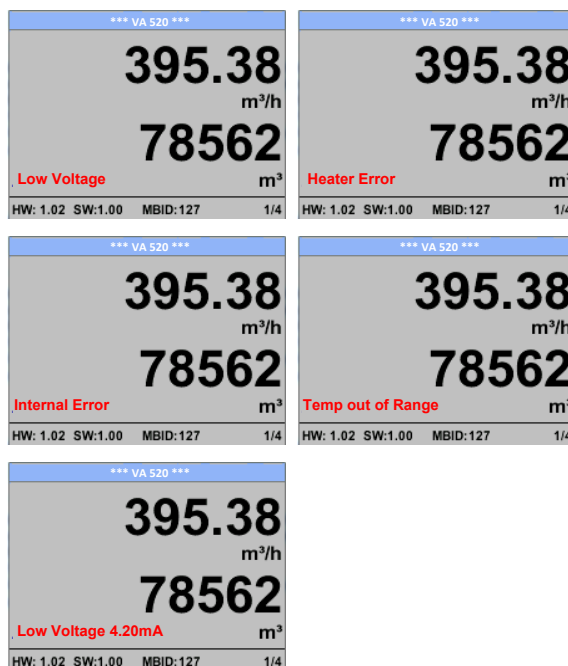 *** VA 520 ***
395.38
m³/h
78562
Low Voltage m³
HW: 1.02 SW:1.00 MBID:127 1/4
*** VA 520 ***
395.38
m³/h
78562
Heater Error m³
HW: 1.02 SW:1.00 MBID:127 1/4
*** VA 520 ***
395.38
m³/h
78562
Internal Error m³
HW: 1.02 SW:1.00 MBID:127 1/4
*** VA 520 ***
395.38
m³/h
78562
Temp out of Range m³
HW: 1.02 SW:1.00 MBID:127 1/4
*** VA 520 ***
395.38
m³/h
78562
Low Voltage 4.20mA m³
HW: 1.02 SW:1.00 MBID:127 1/4